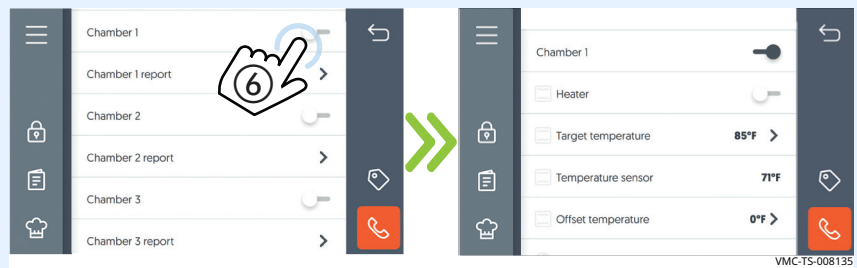 Chamber 1
6
Chamber 1 report
Chamber 2
Chamber 2 report
Chamber 3
Chamber 3 report
Chamber 1
Heater
Target temperature 85°F
Temperature sensor 71°F
Offset temperature 0°F
VMC-TS-008135